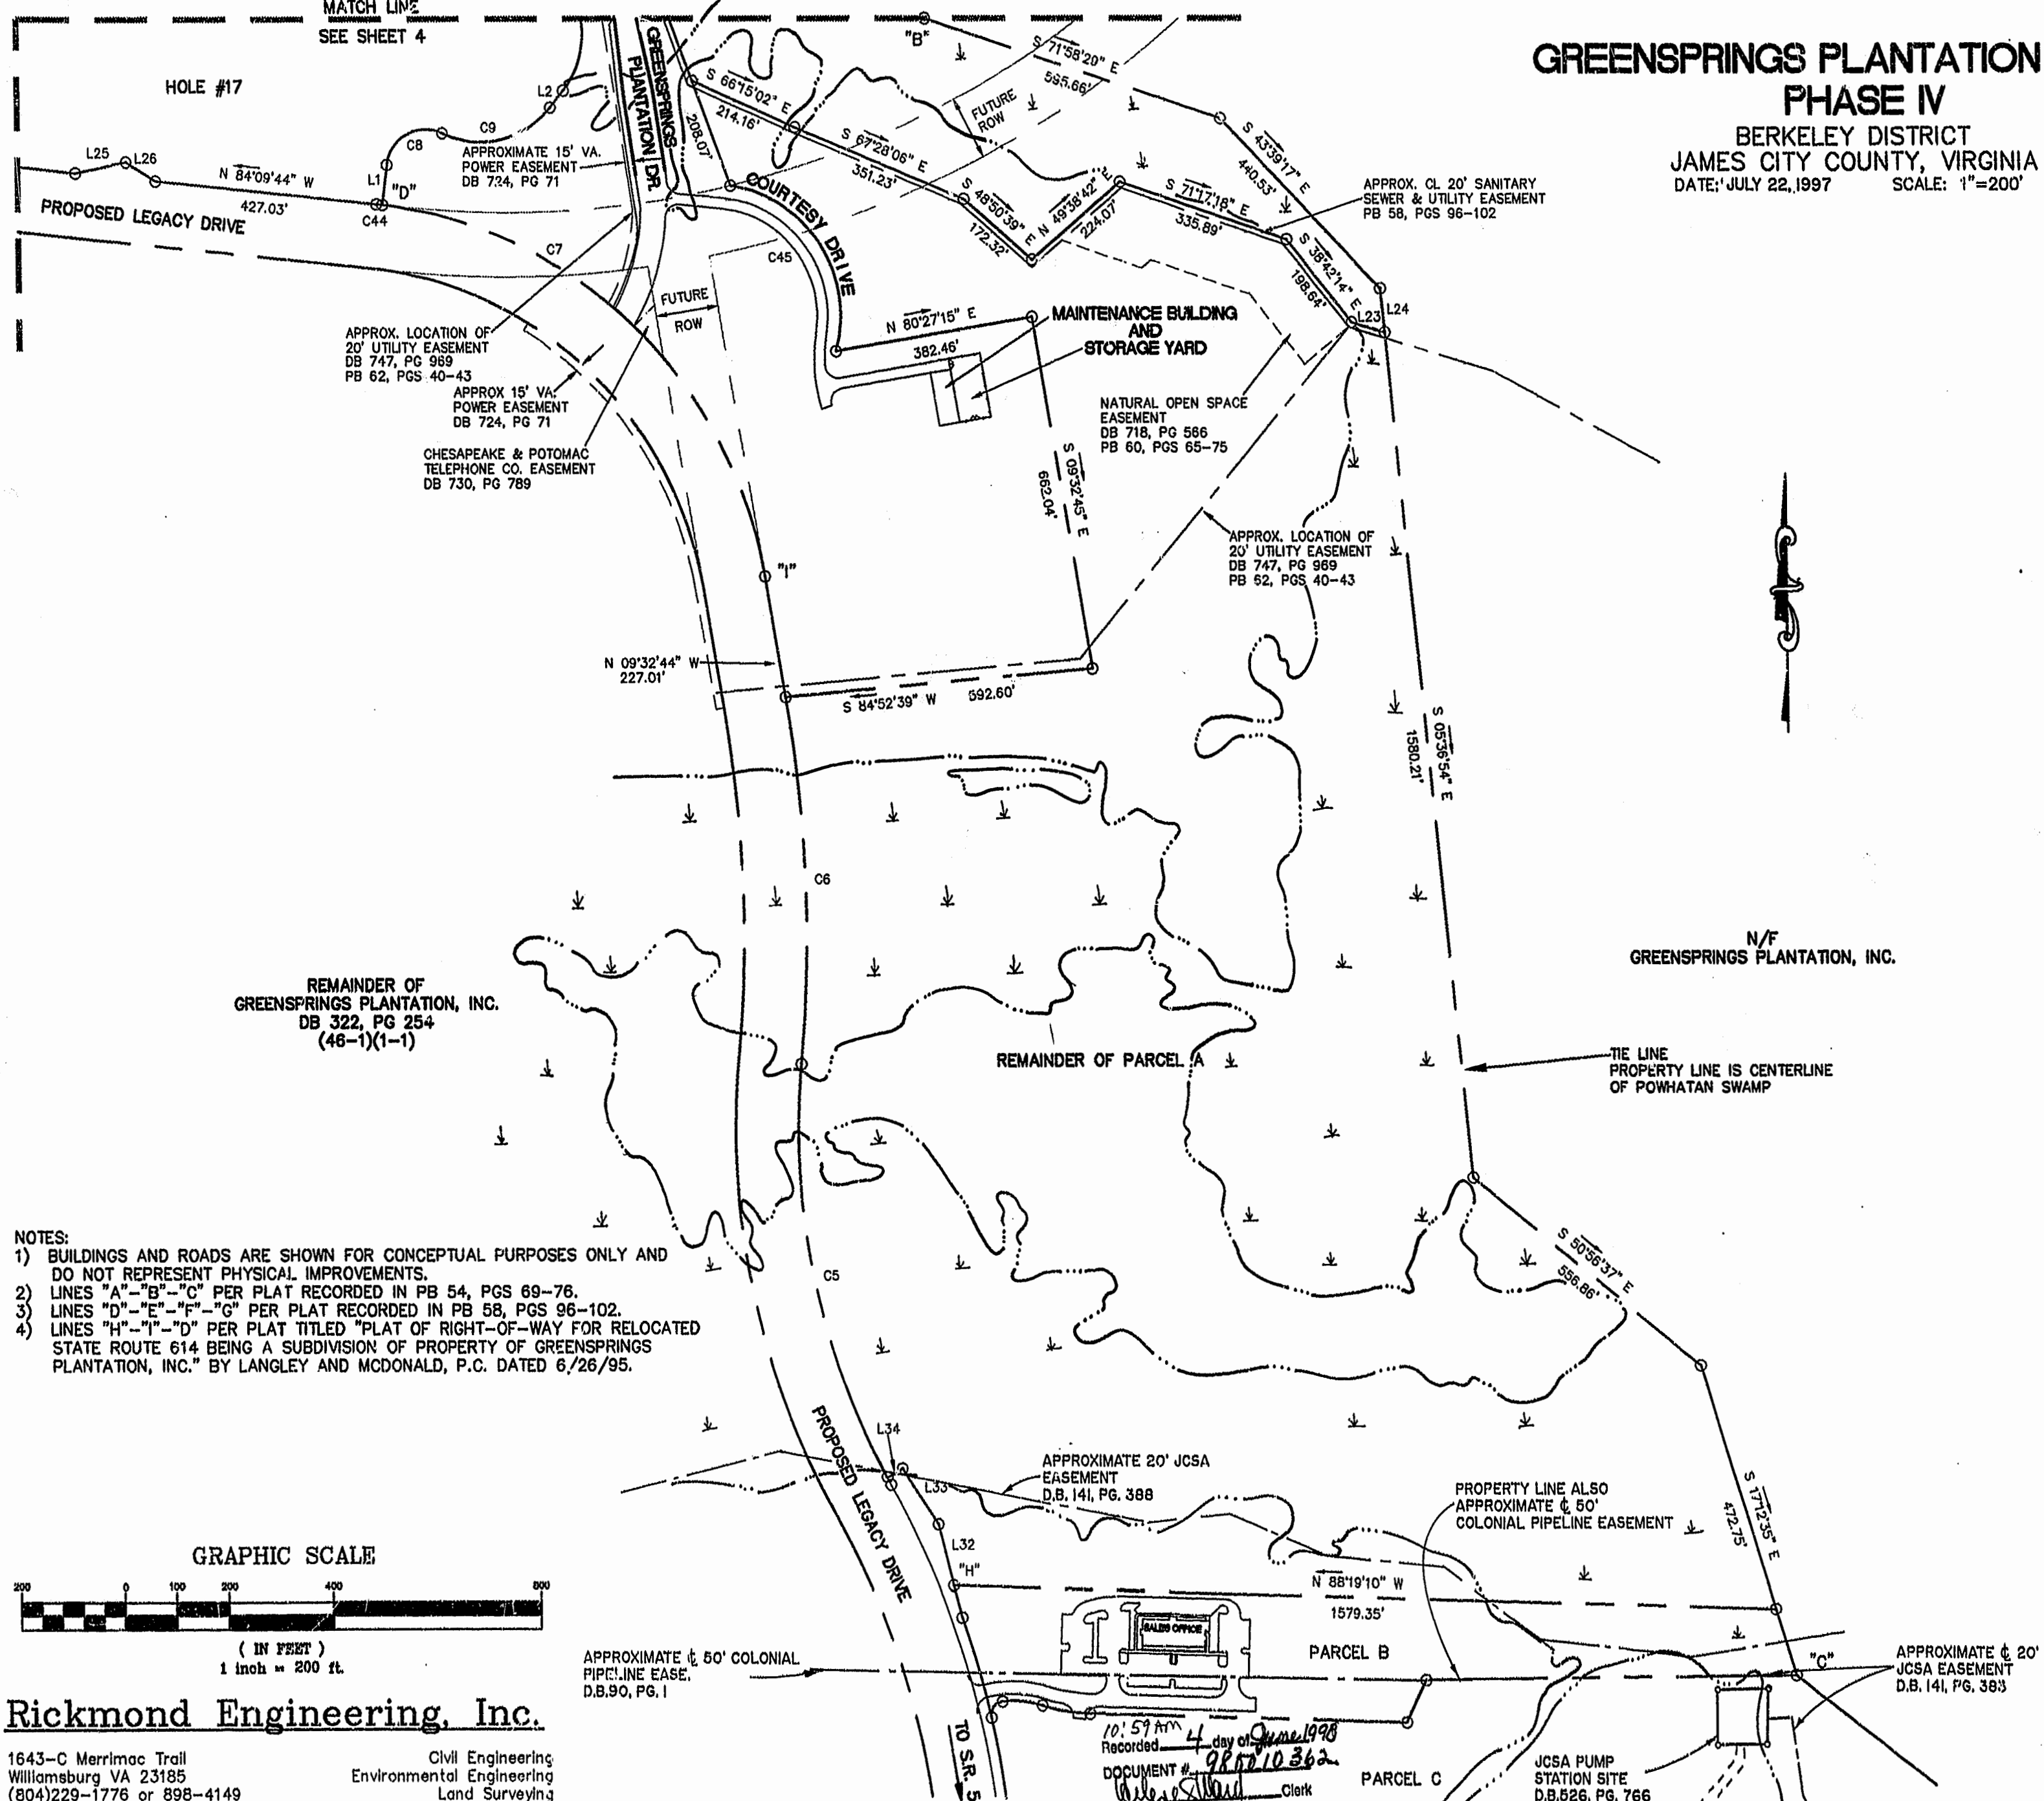 MATCH LINE
SEE SHEET 4
HOLE #17
GREENSPRINGS PLANTATION
PHASE IV
BERKELEY DISTRICT
JAMES CITY COUNTY, VIRGINIA
DATE: JULY 22, 1997 SCALE: 1"=200'
"B"
S 71°58'20" E
595.66'
GREENSPRINGS
PLANTATION DR.
S 66°15'02" E
214.16'
208.07'
FUTURE
ROW
S 67°28'06" E
351.23'
S 43°39'17" E
440.53'
L2
C9
C8
L25
L26
L1
"D"
N 84°09'44" W
427.03'
C44
APPROXIMATE 15' VA.
POWER EASEMENT
DB 724, PG 71
PROPOSED LEGACY DRIVE
C7
COURTESY DRIVE
C45
S 48°50'39" E
172.32'
N 49°38'42" E
224.07'
S 71°17'18" E
335.89'
S 38°42'14" E
198.64'
L23
L24
APPROX. CL 20' SANITARY
SEWER & UTILITY EASEMENT
PB 58, PGS 96-102
FUTURE
ROW
N 80°27'15" E
382.46'
MAINTENANCE BUILDING
AND
STORAGE YARD
APPROX. LOCATION OF
20' UTILITY EASEMENT
DB 747, PG 969
PB 62, PGS 40-43
APPROX 15' VA.
POWER EASEMENT
DB 724, PG 71
CHESAPEAKE & POTOMAC
TELEPHONE CO. EASEMENT
DB 730, PG 789
NATURAL OPEN SPACE
EASEMENT
DB 718, PG 566
PB 60, PGS 65-75
S 09°32'45" E
662.04'
APPROX. LOCATION OF
20' UTILITY EASEMENT
DB 747, PG 969
PB 62, PGS 40-43
"I"
N 09°32'44" W
227.01'
S 84°52'39" W 592.60'
S 05°36'54" E
1580.21'
C6
N/F
GREENSPRINGS PLANTATION, INC.
REMAINDER OF
GREENSPRINGS PLANTATION, INC.
DB 322, PG 254
(46-1)(1-1)
REMAINDER OF PARCEL A
TIE LINE
PROPERTY LINE IS CENTERLINE
OF POWHATAN SWAMP
NOTES:
1) BUILDINGS AND ROADS ARE SHOWN FOR CONCEPTUAL PURPOSES ONLY AND
DO NOT REPRESENT PHYSICAL IMPROVEMENTS.
2) LINES "A"-"B"-"C" PER PLAT RECORDED IN PB 54, PGS 69-76.
3) LINES "D"-"E"-"F"-"G" PER PLAT RECORDED IN PB 58, PGS 96-102.
4) LINES "H"-"I"-"D" PER PLAT TITLED "PLAT OF RIGHT-OF-WAY FOR RELOCATED
STATE ROUTE 614 BEING A SUBDIVISION OF PROPERTY OF GREENSPRINGS
PLANTATION, INC." BY LANGLEY AND MCDONALD, P.C. DATED 6/26/95.
C5
S 50°56'37" E
556.86'
PROPOSED LEGACY DRIVE
L34
L33
L32
"H"
APPROXIMATE 20' JCSA
EASEMENT
D.B. 141, PG. 388
PROPERTY LINE ALSO
APPROXIMATE ℄ 50'
COLONIAL PIPELINE EASEMENT
S 17°12'35" E
472.75'
N 88°19'10" W
1579.35'
GRAPHIC SCALE
200 0 100 200 400 800
( IN FEET )
1 inch = 200 ft.
SALES OFFICE
PARCEL B
APPROXIMATE ℄ 50' COLONIAL
PIPELINE EASE.
D.B.90, PG. 1
"C"
APPROXIMATE ℄ 20'
JCSA EASEMENT
D.B. 141, PG. 388
Rickmond Engineering, Inc.
1643-C Merrimac Trail
Williamsburg VA 23185
(804)229-1776 or 898-4149
Civil Engineering
Environmental Engineering
Land Surveying
TO S.R. 5
10:59 AM
Recorded 4 day of June 1998
DOCUMENT # 980010362
Clerk
PARCEL C
JCSA PUMP
STATION SITE
D.B.526, PG. 766